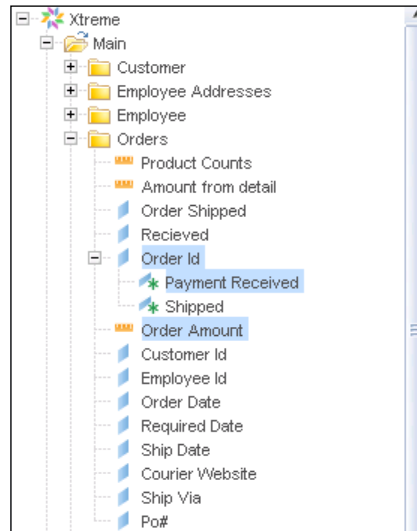 Xtreme
Main
Customer
Employee Addresses
Employee
Orders
Product Counts
Amount from detail
Order Shipped
Recieved
Order Id
Payment Received
Shipped
Order Amount
Customer Id
Employee Id
Order Date
Required Date
Ship Date
Courier Website
Ship Via
Po#